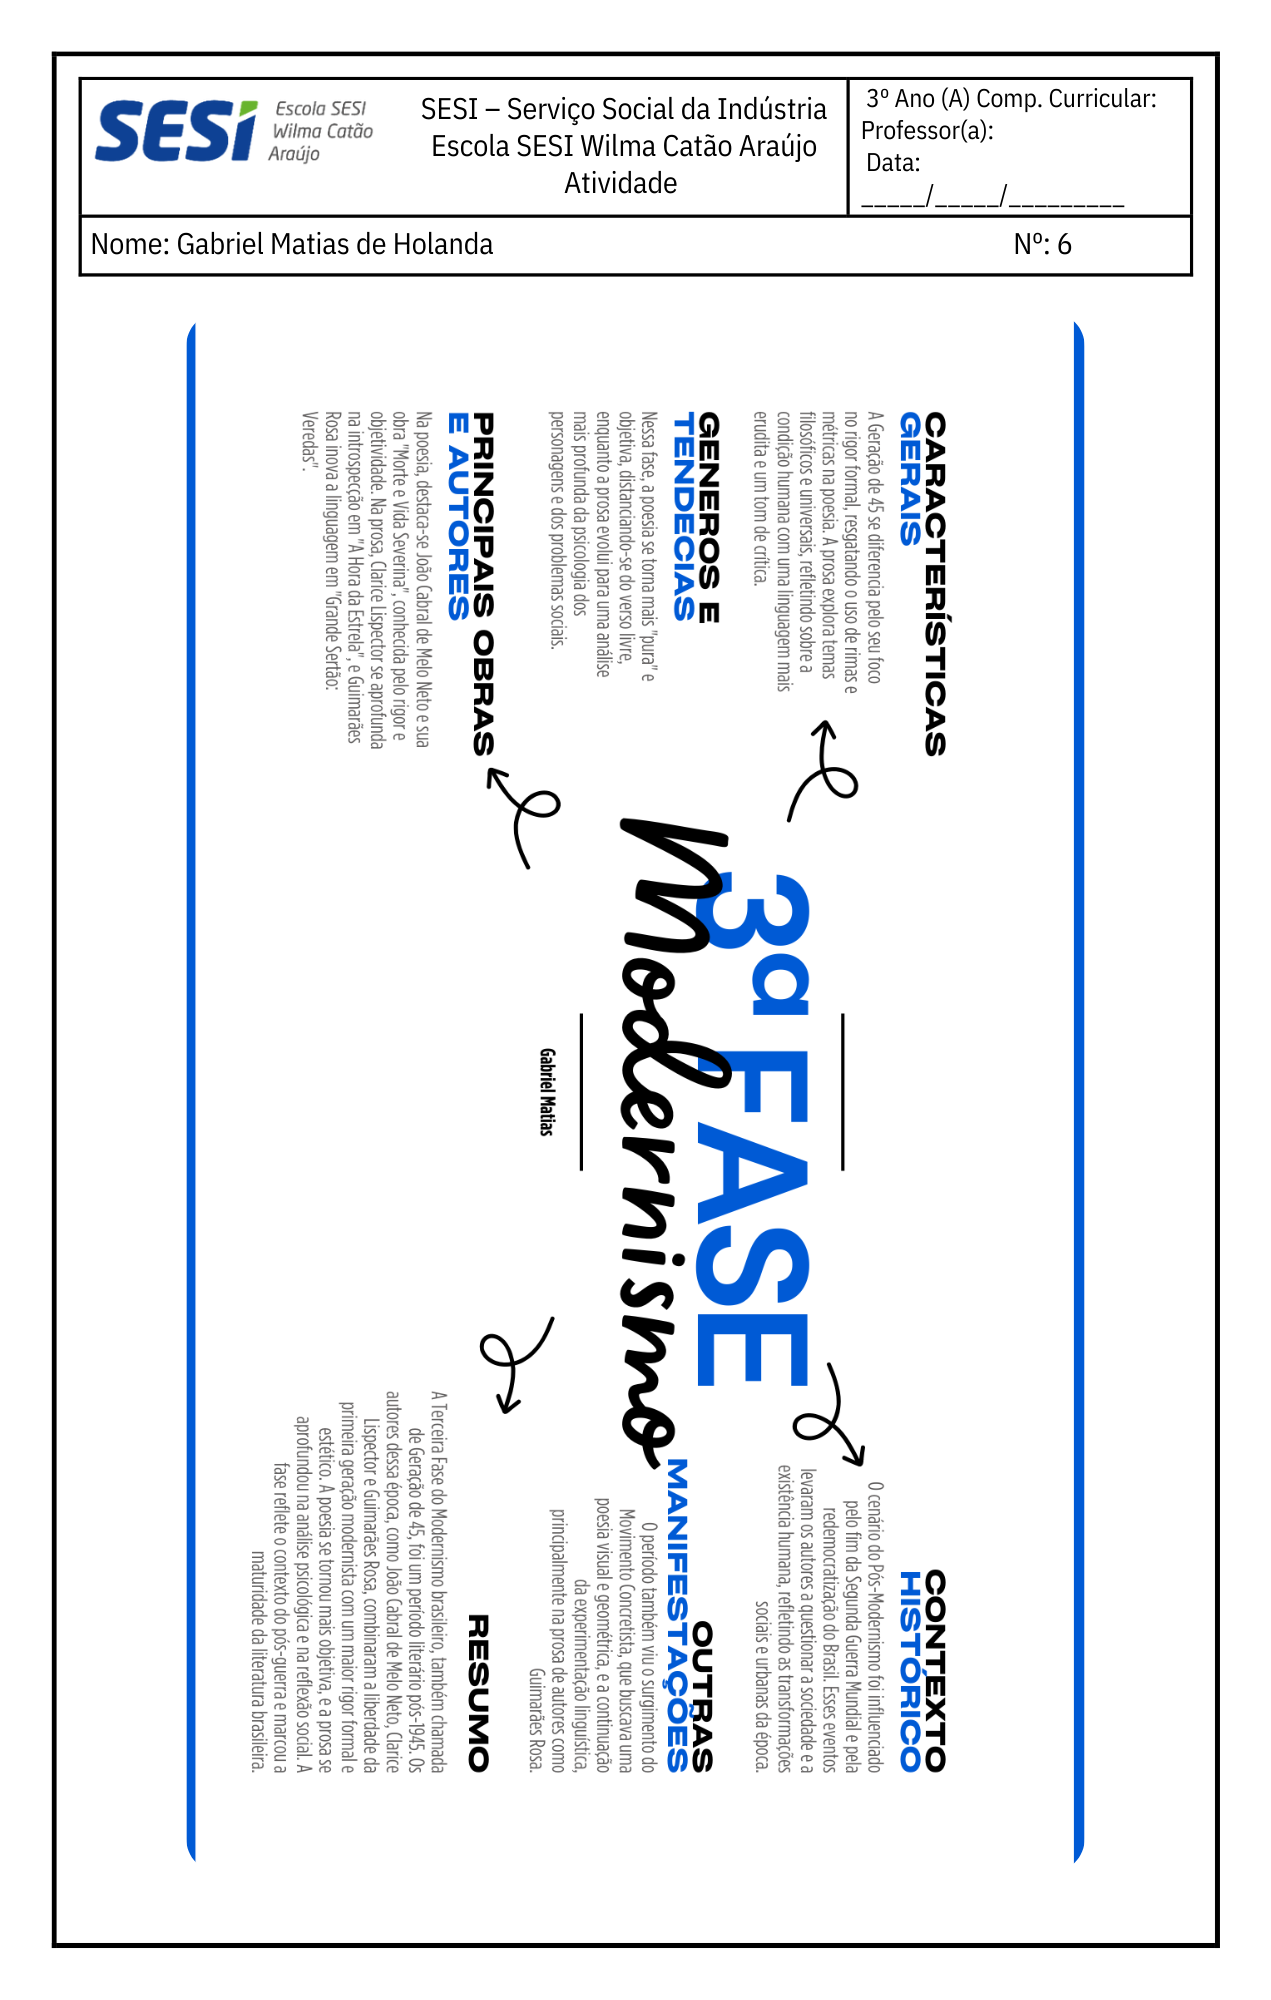 SESI
Escola SESI
Wilma Catão
Araújo
SESI – Serviço Social da Indústria
Escola SESI Wilma Catão Araújo
Atividade
3º Ano (A) Comp. Curricular:
Professor(a):
Data:
_____/_____/_________
Nome: Gabriel Matias de Holanda
Nº: 6
CARACTERÍSTICAS
GERAIS
A Geração de 45 se diferencia pelo seu foco
no rigor formal, resgatando o uso de rimas e
métricas na poesia. A prosa explora temas
filosóficos e universais, refletindo sobre a
condição humana com uma linguagem mais
erudita e um tom de crítica.
GENEROS E
TENDECIAS
Nessa fase, a poesia se torna mais "pura" e
objetiva, distanciando-se do verso livre,
enquanto a prosa evolui para uma análise
mais profunda da psicologia dos
personagens e dos problemas sociais.
PRINCIPAIS OBRAS
E AUTORES
Na poesia, destaca-se João Cabral de Melo Neto e sua
obra "Morte e Vida Severina", conhecida pelo rigor e
objetividade. Na prosa, Clarice Lispector se aprofunda
na introspecção em "A Hora da Estrela", e Guimarães
Rosa inova a linguagem em "Grande Sertão:
Veredas".
3ª FASE
Modernismo
Gabriel Matias
CONTEXTO
HISTÓRICO
O cenário do Pós-Modernismo foi influenciado
pelo fim da Segunda Guerra Mundial e pela
redemocratização do Brasil. Esses eventos
levaram os autores a questionar a sociedade e a
existência humana, refletindo as transformações
sociais e urbanas da época.
OUTRAS
MANIFESTAÇÕES
O período também viu o surgimento do
Movimento Concretista, que buscava uma
poesia visual e geométrica, e a continuação
da experimentação linguística,
principalmente na prosa de autores como
Guimarães Rosa.
RESUMO
A Terceira Fase do Modernismo brasileiro, também chamada
de Geração de 45, foi um período literário pós-1945. Os
autores dessa época, como João Cabral de Melo Neto, Clarice
Lispector e Guimarães Rosa, combinaram a liberdade da
primeira geração modernista com um maior rigor formal e
estético. A poesia se tornou mais objetiva, e a prosa se
aprofundou na análise psicológica e na reflexão social. A
fase reflete o contexto do pós-guerra e marcou a
maturidade da literatura brasileira.